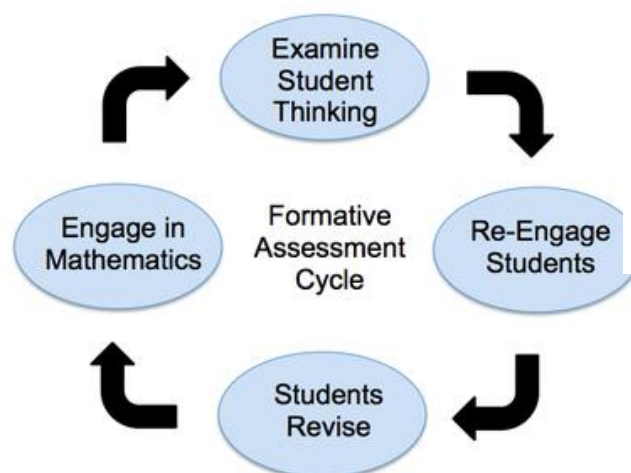 Examine
Student
Thinking
Engage in
Mathematics
Formative
Assessment
Cycle
Re-Engage
Students
Students
Revise